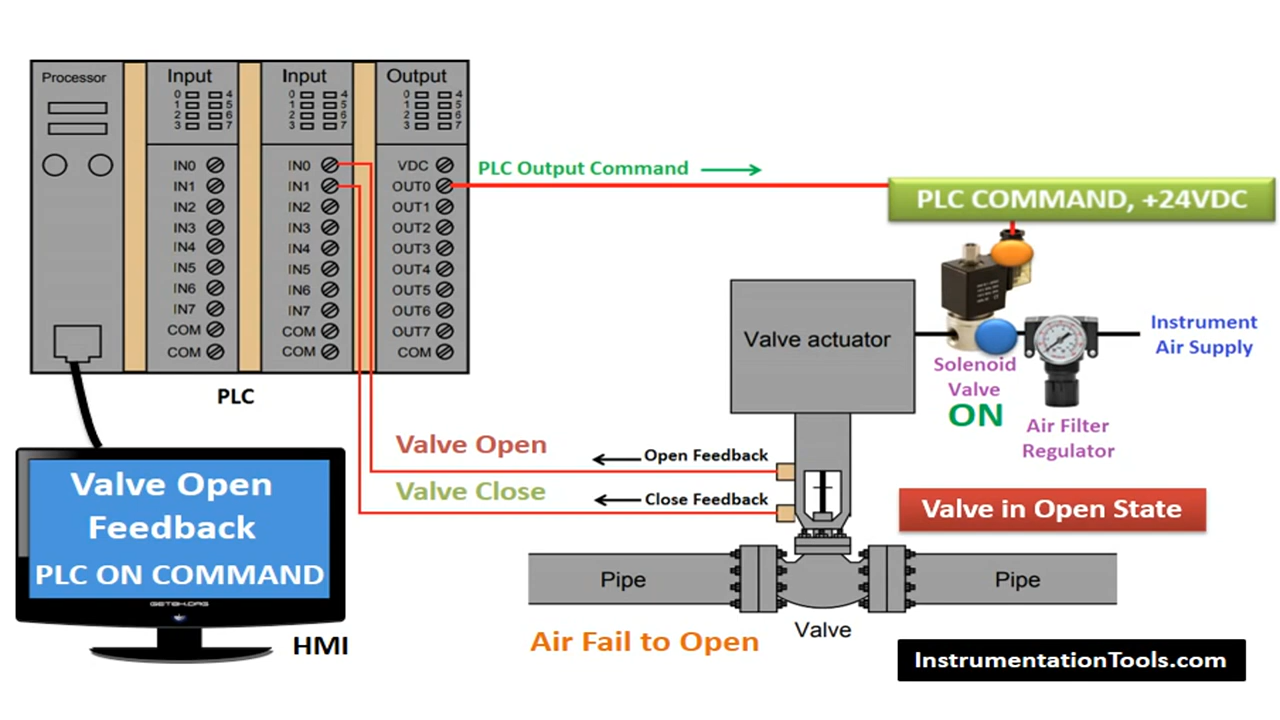 Processor
Input
Input
Output
0 4
1 5
2 6
3 7
0 4
1 5
2 6
3 7
0 4
1 5
2 6
3 7
IN0
IN1
IN2
IN3
IN4
IN5
IN6
IN7
COM
COM
IN0
IN1
IN2
IN3
IN4
IN5
IN6
IN7
COM
COM
VDC
OUT0
OUT1
OUT2
OUT3
OUT4
OUT5
OUT6
OUT7
COM
PLC
PLC Output Command
PLC COMMAND, +24VDC
Valve actuator
Instrument
Air Supply
Solenoid
Valve
ON
Air Filter
Regulator
Valve Open
Open Feedback
Valve Close
Close Feedback
Valve in Open State
Valve Open
Feedback
PLC ON COMMAND
GETEK.ORG
HMI
Pipe
Pipe
Valve
Air Fail to Open
InstrumentationTools.com